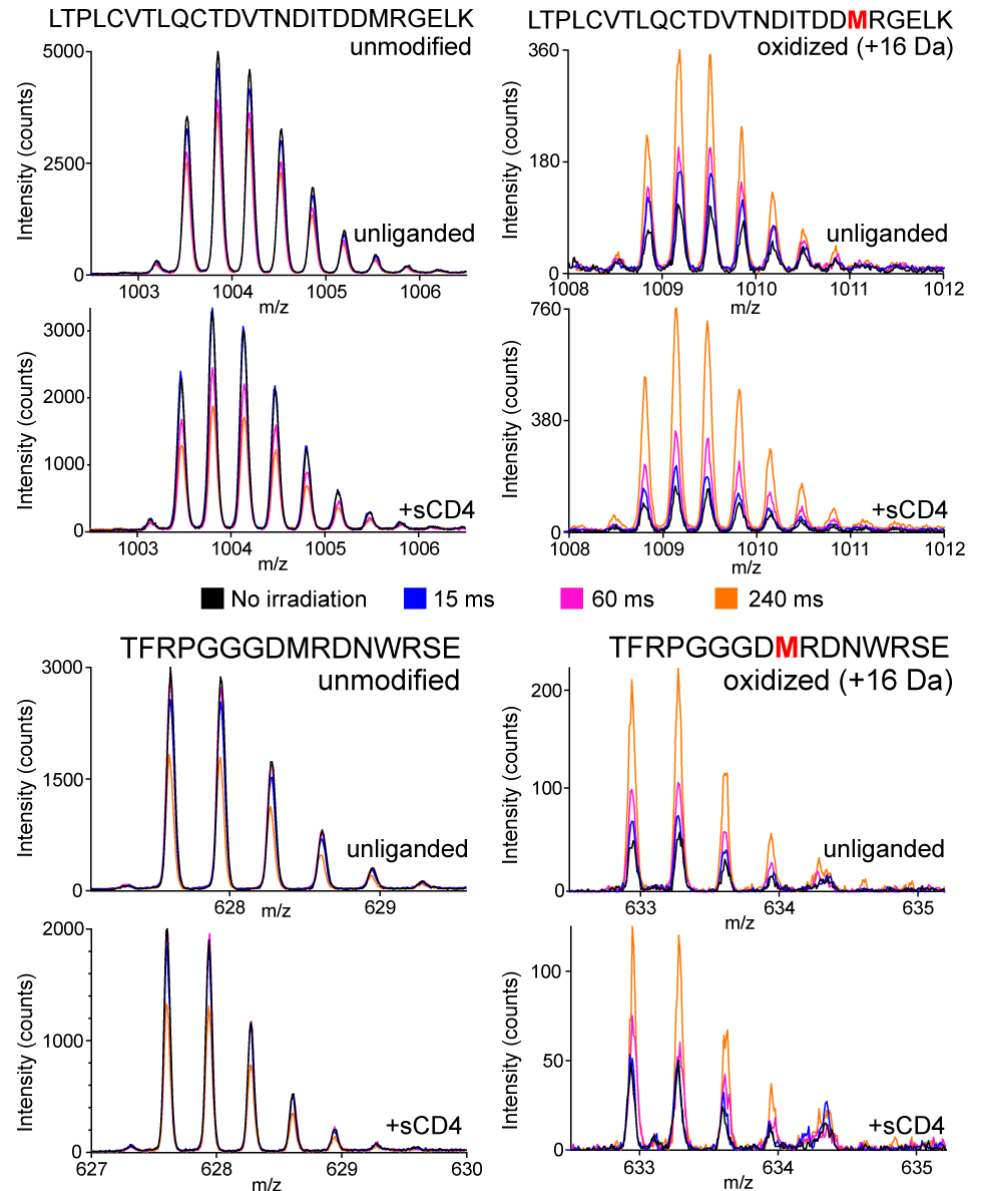 LTPLCVTLQCTDVTNDITDDMRGELK
unmodified
5000
2500
0
Intensity (counts)
unliganded
1003 1004 1005 1006
m/z
LTPLCVTLQCTDVTNDITDDMRGELK
oxidized (+16 Da)
360
180
0
Intensity (counts)
unliganded
1008 1009 1010 1011 1012
m/z
3000
2000
1000
0
Intensity (counts)
+sCD4
1003 1004 1005 1006
m/z
760
380
0
Intensity (counts)
+sCD4
1008 1009 1010 1011 1012
m/z
No irradiation 15 ms 60 ms 240 ms
TFRPGGGDMRDNWRSE
unmodified
3000
1500
0
Intensity (counts)
unliganded
628 629
m/z
TFRPGGGDMRDNWRSE
oxidized (+16 Da)
200
100
0
Intensity (counts)
unliganded
633 634 635
m/z
2000
1000
0
Intensity (counts)
+sCD4
627 628 629 630
m/z
100
50
0
Intensity (counts)
+sCD4
633 634 635
m/z